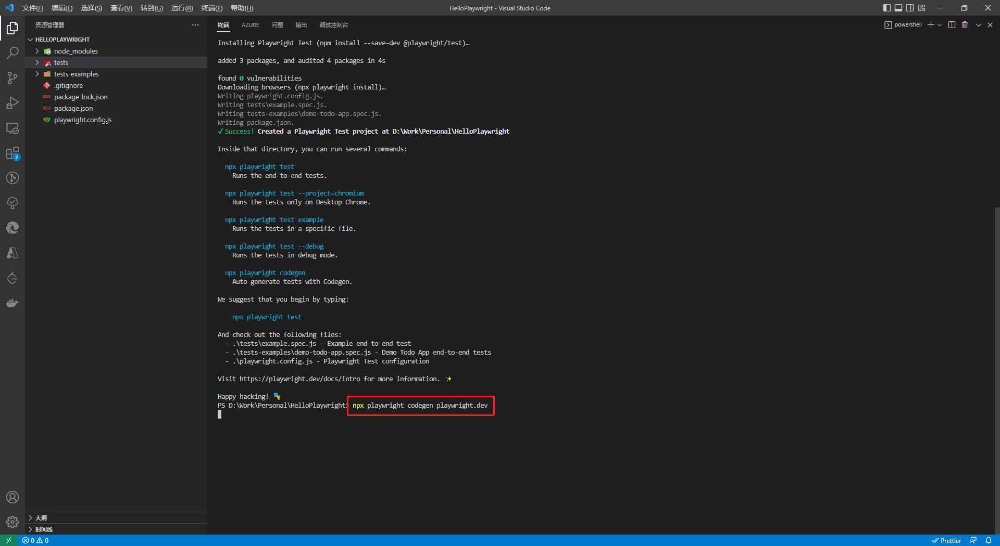 文件(F) 编辑(E) 选择(S) 查看(V) 转到(G) 运行(R) 终端(T) 帮助(H)
HelloPlaywright - Visual Studio Code
资源管理器
HELLOPLAYWRIGHT
node_modules
tests
tests-examples
.gitignore
package-lock.json
package.json
playwright.config.js
大纲
时间线
2
终端 AZURE 问题 输出 调试控制台
powershell
Installing Playwright Test (npm install --save-dev @playwright/test)…
added 3 packages, and audited 4 packages in 4s
found 0 vulnerabilities
Downloading browsers (npx playwright install)…
Writing playwright.config.js.
Writing tests\example.spec.js.
Writing tests-examples\demo-todo-app.spec.js.
Writing package.json.
✓ Success! Created a Playwright Test project at D:\Work\Personal\HelloPlaywright
Inside that directory, you can run several commands:
npx playwright test
Runs the end-to-end tests.
npx playwright test --project=chromium
Runs the tests only on Desktop Chrome.
npx playwright test example
Runs the tests in a specific file.
npx playwright test --debug
Runs the tests in debug mode.
npx playwright codegen
Auto generate tests with Codegen.
We suggest that you begin by typing:
npx playwright test
And check out the following files:
- .\tests\example.spec.js - Example end-to-end test
- .\tests-examples\demo-todo-app.spec.js - Demo Todo App end-to-end tests
- .\playwright.config.js - Playwright Test configuration
Visit https://playwright.dev/docs/intro for more information. ✨
Happy hacking! 🎭
PS D:\Work\Personal\HelloPlaywright> npx playwright codegen playwright.dev
0 0
Prettier